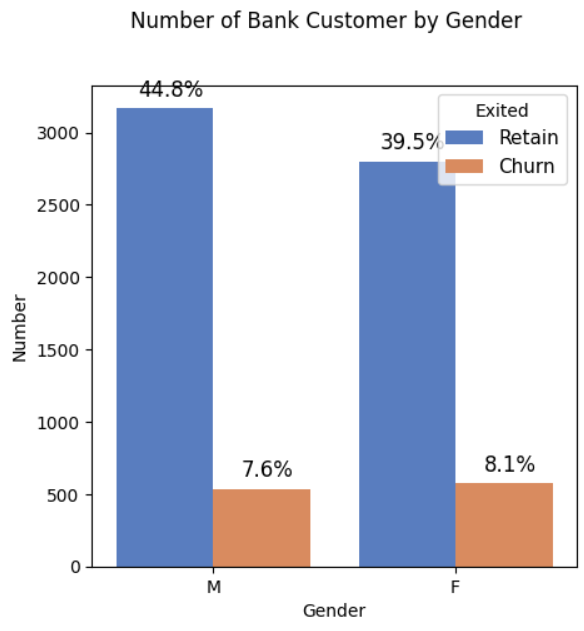 Number of Bank Customer by Gender
44.8%
Exited
Retain
Churn
39.5%
7.6%
8.1%
3000
2500
2000
1500
1000
500
0
Number
M
F
Gender